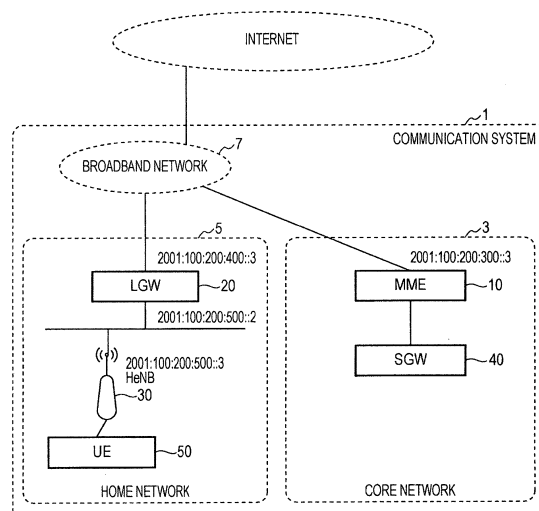 INTERNET
1
COMMUNICATION SYSTEM
BROADBAND NETWORK
7
5
3
2001:100:200:400::3
2001:100:200:300::3
LGW
20
MME
10
2001:100:200:500::2
2001:100:200:500::3
HeNB
30
SGW
40
UE
50
HOME NETWORK
CORE NETWORK